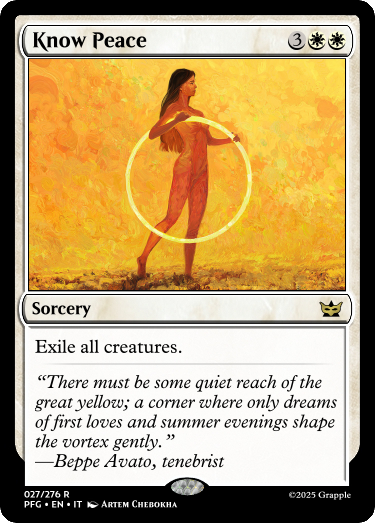 Know Peace 3
Sorcery
Exile all creatures.
“There must be some quiet reach of the
great yellow; a corner where only dreams
of first loves and summer evenings shape
the vortex gently.”
—Beppe Avato, tenebrist
027/276 R
PFG • EN • IT Artem Chebokha
©2025 Grapple